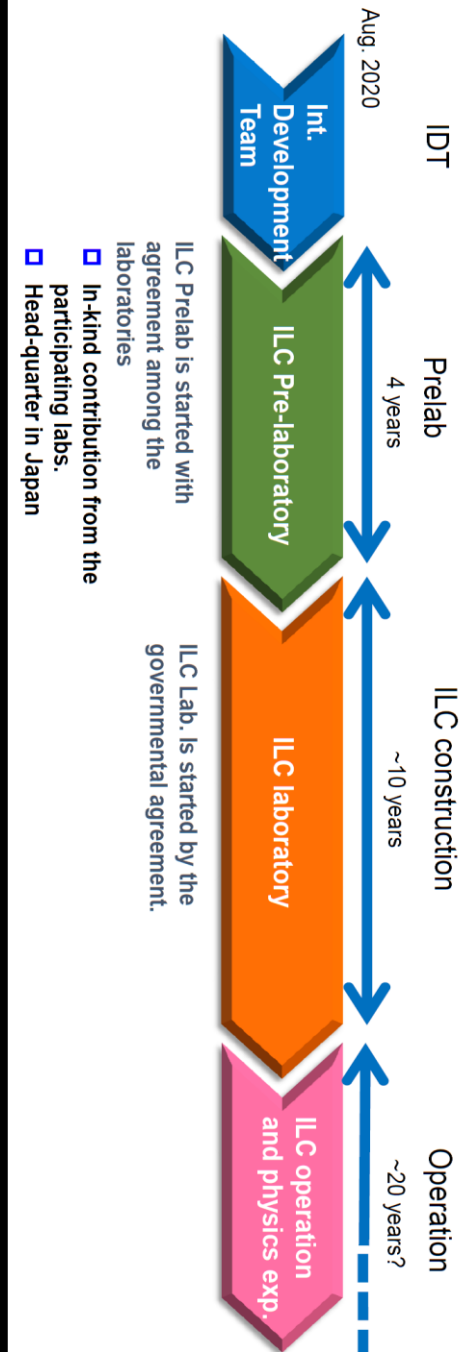 IDT
Prelab
ILC construction
Operation
Aug. 2020
4 years
~10 years
~20 years?
Int.
Development
Team
ILC Pre-laboratory
ILC laboratory
ILC operation
and physics exp.
ILC Prelab is started with
agreement among the
laboratories
In-kind contribution from the
participating labs.
Head-quarter in Japan
ILC Lab. Is started by the
governmental agreement.